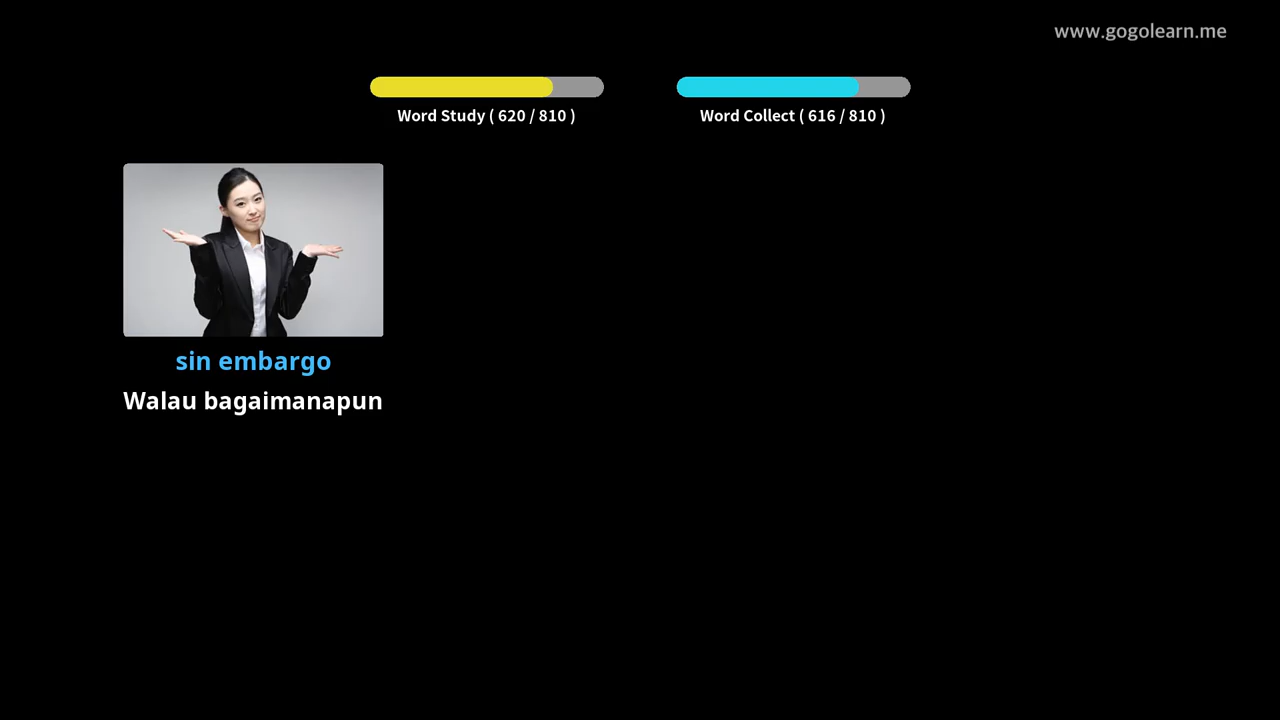 www.gogolearn.me
Word Study ( 620 / 810 )
Word Collect ( 616 / 810 )
sin embargo
Walau bagaimanapun